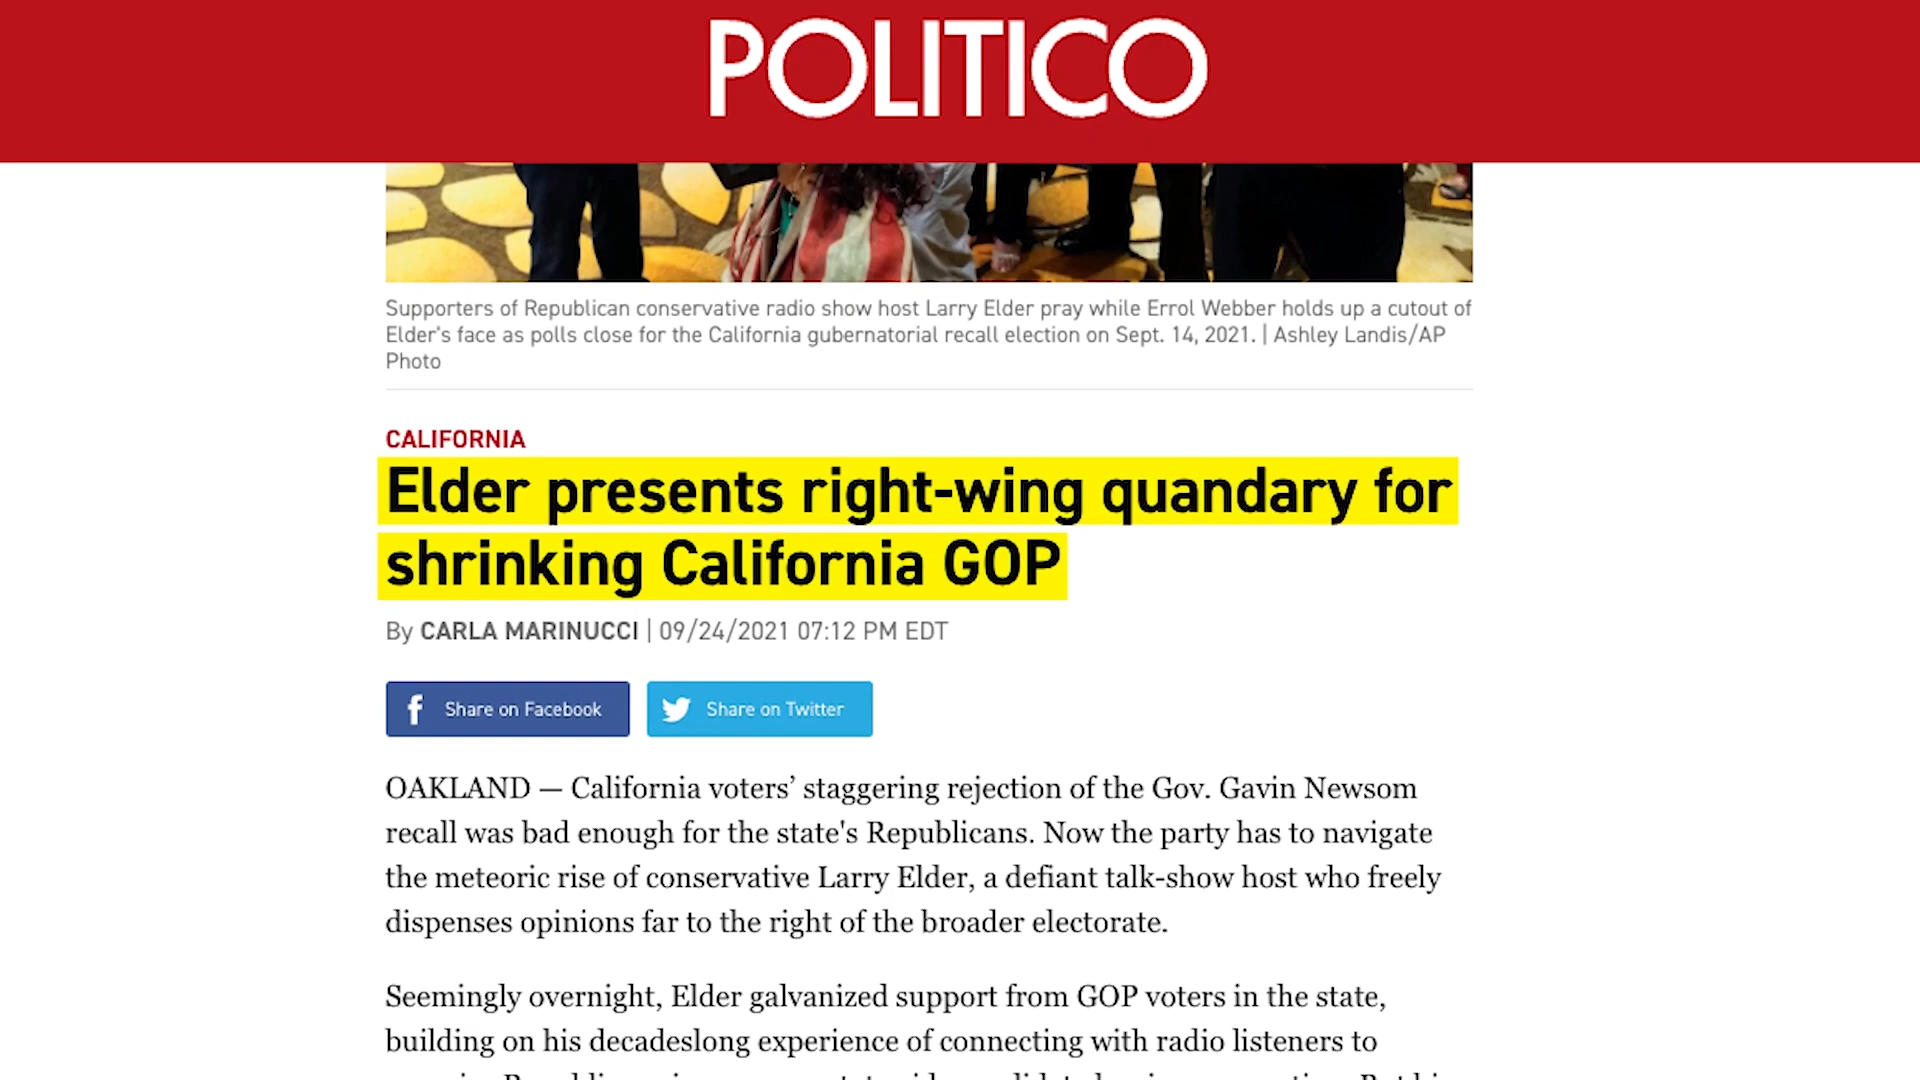 POLITICO
Supporters of Republican conservative radio show host Larry Elder pray while Errol Webber holds up a cutout of
Elder's face as polls close for the California gubernatorial recall election on Sept. 14, 2021. | Ashley Landis/AP
Photo
CALIFORNIA
Elder presents right-wing quandary for
shrinking California GOP
By CARLA MARINUCCI | 09/24/2021 07:12 PM EDT
Share on Facebook
Share on Twitter
OAKLAND — California voters’ staggering rejection of the Gov. Gavin Newsom
recall was bad enough for the state's Republicans. Now the party has to navigate
the meteoric rise of conservative Larry Elder, a defiant talk-show host who freely
dispenses opinions far to the right of the broader electorate.
Seemingly overnight, Elder galvanized support from GOP voters in the state,
building on his decadeslong experience of connecting with radio listeners to